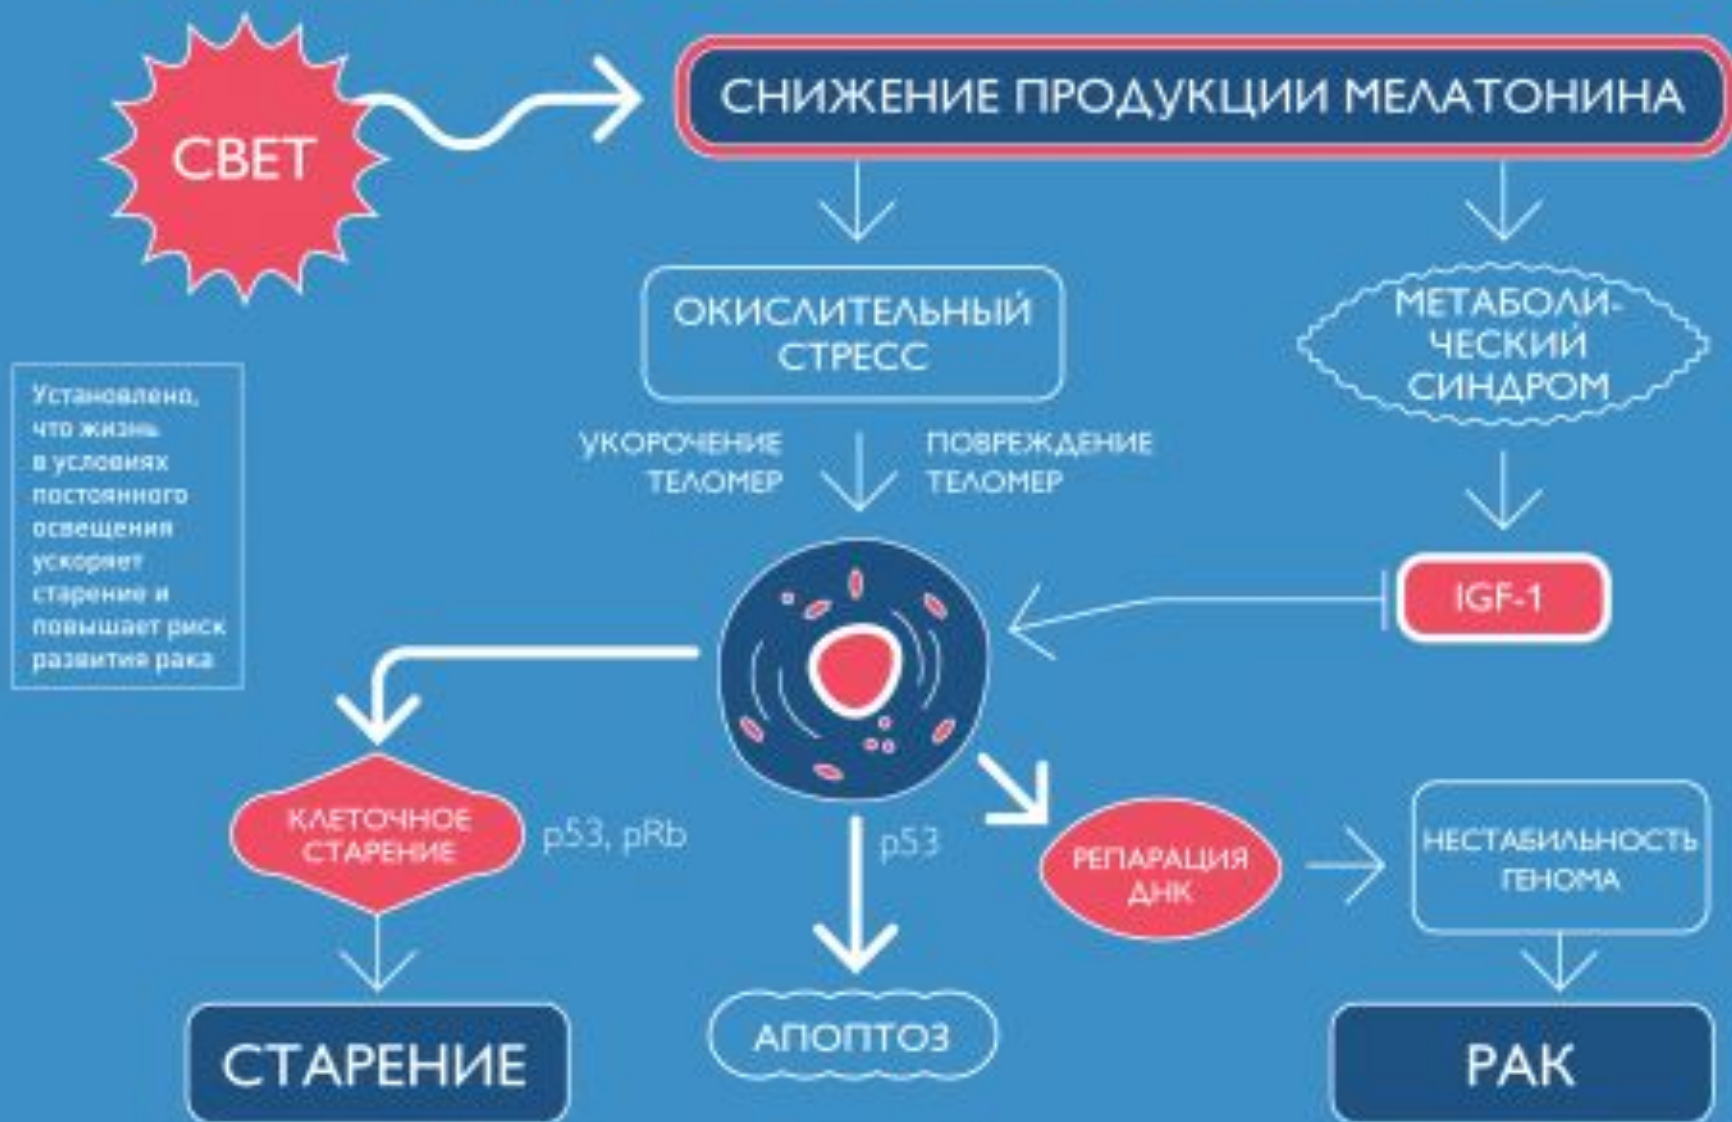 СВЕТ
СНИЖЕНИЕ ПРОДУКЦИИ МЕЛАТОНИНА
ОКИСЛИТЕЛЬНЫЙ
СТРЕСС
МЕТАБОЛИ-
ЧЕСКИЙ
СИНДРОМ
Установлено,
что жизнь
в условиях
постоянного
освещения
ускоряет
старение и
повышает риск
развития рака
УКОРОЧЕНИЕ
ТЕЛОМЕР
ПОВРЕЖДЕНИЕ
ТЕЛОМЕР
IGF-1
КЛЕТОЧНОЕ
СТАРЕНИЕ
p53, pRb
p53
РЕПАРАЦИЯ
ДНК
НЕСТАБИЛЬНОСТЬ
ГЕНОМА
СТАРЕНИЕ
АПОПТОЗ
РАК